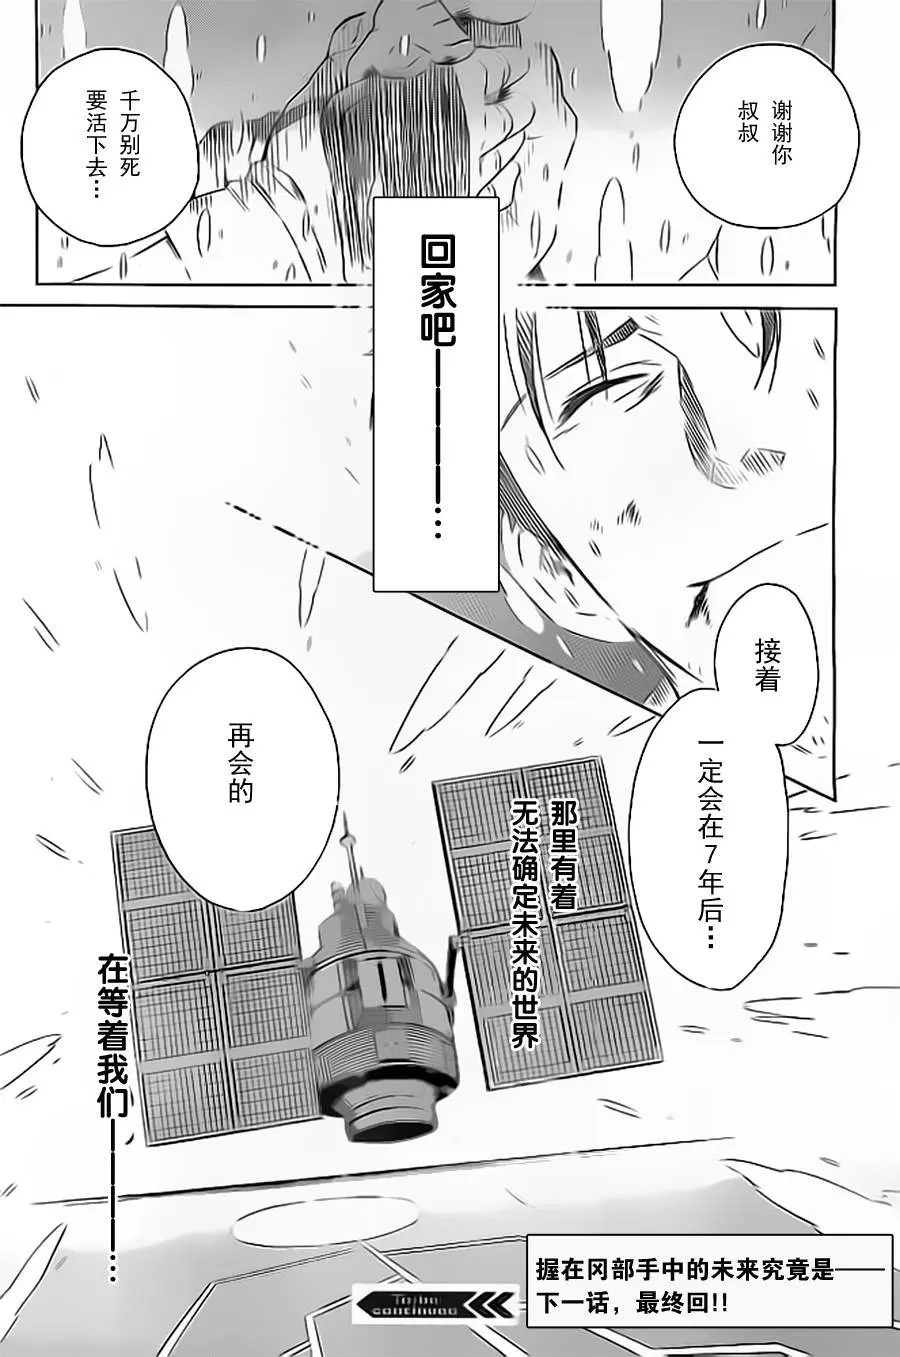 谢谢你
叔叔
千万别死
要活下去…
回家吧————…
接着
一定会在7年后…
再会的
那里有着
无法确定未来的世界
在等着我们————…
握在冈部手中的未来究竟是——
下一话，最终回!!
To be
continued